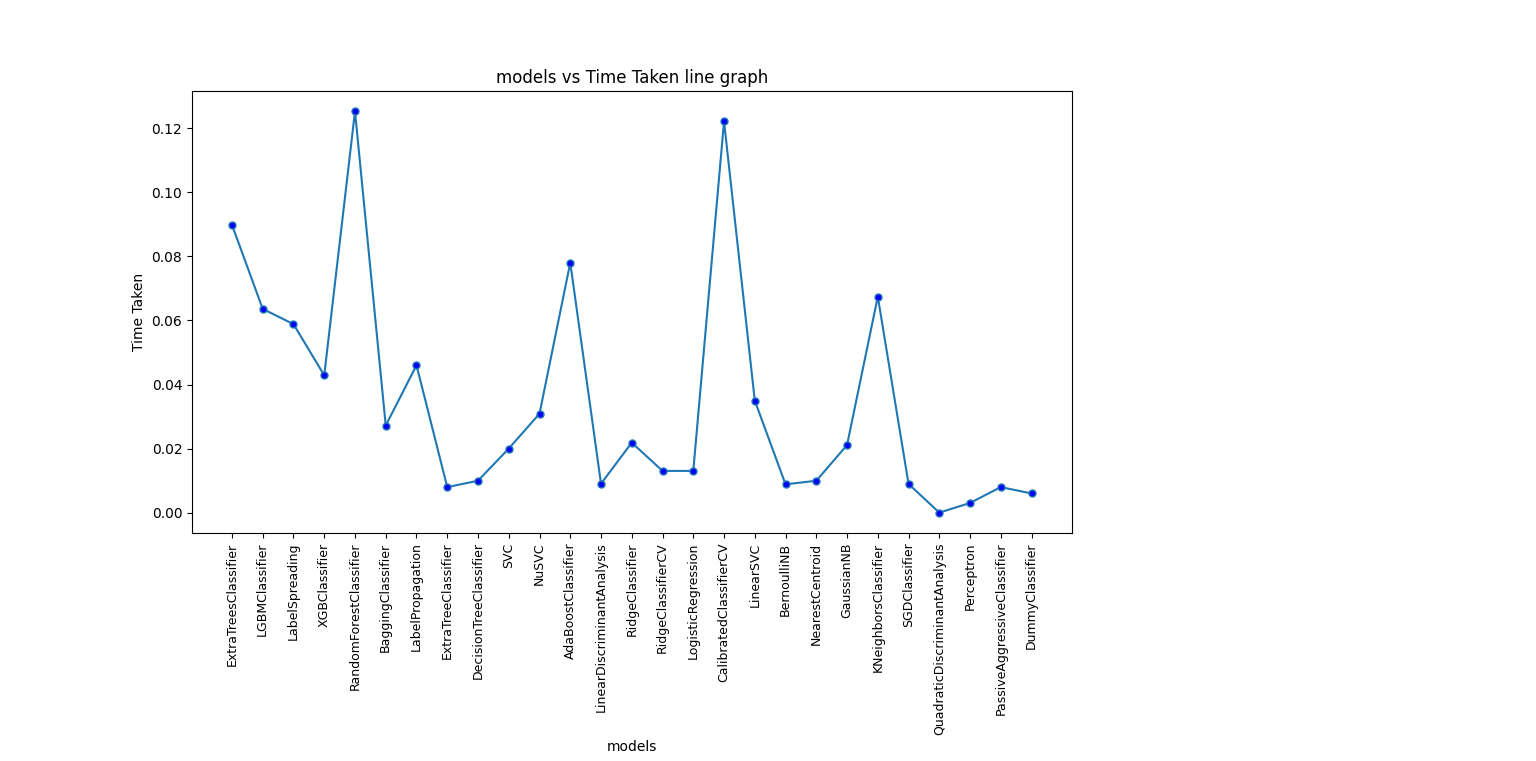 models vs Time Taken line graph
Time Taken
0.12
0.10
0.08
0.06
0.04
0.02
0.00
ExtraTreesClassifier
LGBMClassifier
LabelSpreading
XGBClassifier
RandomForestClassifier
BaggingClassifier
LabelPropagation
ExtraTreeClassifier
DecisionTreeClassifier
SVC
NuSVC
AdaBoostClassifier
LinearDiscriminantAnalysis
RidgeClassifier
RidgeClassifierCV
LogisticRegression
CalibratedClassifierCV
LinearSVC
BernoulliNB
NearestCentroid
GaussianNB
KNeighborsClassifier
SGDClassifier
QuadraticDiscriminantAnalysis
Perceptron
PassiveAggressiveClassifier
DummyClassifier
models